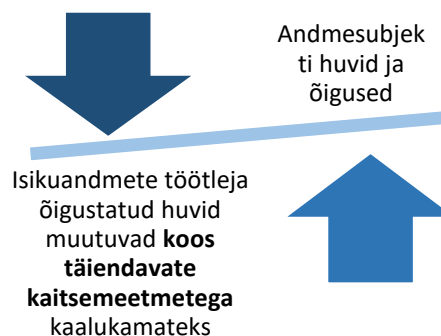 Andmesubjek
ti huvid ja
õigused
Isikuandmete töötleja
õigustatud huvid
muutuvad koos
täiendavate
kaitsemeetmetega
kaalukamateks